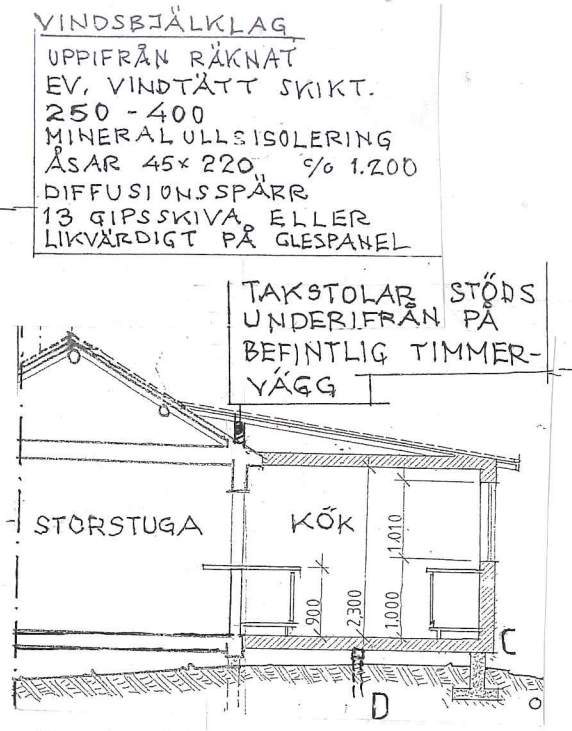 VINDSBJÄLKLAG
UPPIFRÅN RÄKNAT
EV. VINDTÄTT SKIKT.
250 - 400
MINERALULLSISOLERING
ÅSAR 45x 220 c/c 1.200
DIFFUSIONSSPÄRR
13 GIPSSKIVA ELLER
LIKVÄRDIGT PÅ GLESPANEL
TAKSTOLAR STÖDS
UNDERIFRÅN PÅ
BEFINTLIG TIMMER-
VÄGG
STORSTUGA
KÖK
900
2,300
1.010
1.000
C
D